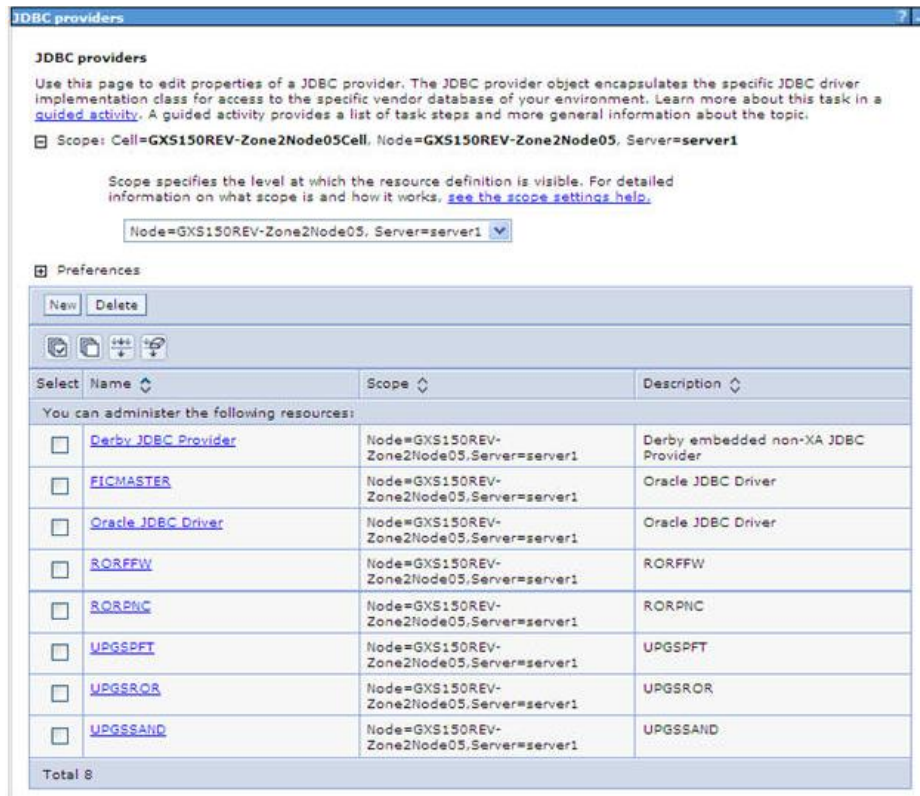 JDBC providers
?
JDBC providers
Use this page to edit properties of a JDBC provider. The JDBC provider object encapsulates the specific JDBC driver
implementation class for access to the specific vendor database of your environment. Learn more about this task in a
guided activity. A guided activity provides a list of task steps and more general information about the topic.
Scope: Cell=GXS150REV-Zone2Node05Cell, Node=GXS150REV-Zone2Node05, Server=server1
Scope specifies the level at which the resource definition is visible. For detailed
information on what scope is and how it works, see the scope settings help.
Node=GXS150REV-Zone2Node05, Server=server1
Preferences
New Delete
Select Name Scope Description
You can administer the following resources:
Derby JDBC Provider Node=GXS150REV- Derby embedded non-XA JDBC
Zone2Node05,Server=server1 Provider
FICMASTER Node=GXS150REV- Oracle JDBC Driver
Zone2Node05,Server=server1
Oracle JDBC Driver Node=GXS150REV- Oracle JDBC Driver
Zone2Node05,Server=server1
RORFFW Node=GXS150REV- RORFFW
Zone2Node05,Server=server1
RORPNC Node=GXS150REV- RORPNC
Zone2Node05,Server=server1
UPGSPFT Node=GXS150REV- UPGSPFT
Zone2Node05,Server=server1
UPGSROR Node=GXS150REV- UPGSROR
Zone2Node05,Server=server1
UPGSSAND Node=GXS150REV- UPGSSAND
Zone2Node05,Server=server1
Total 8